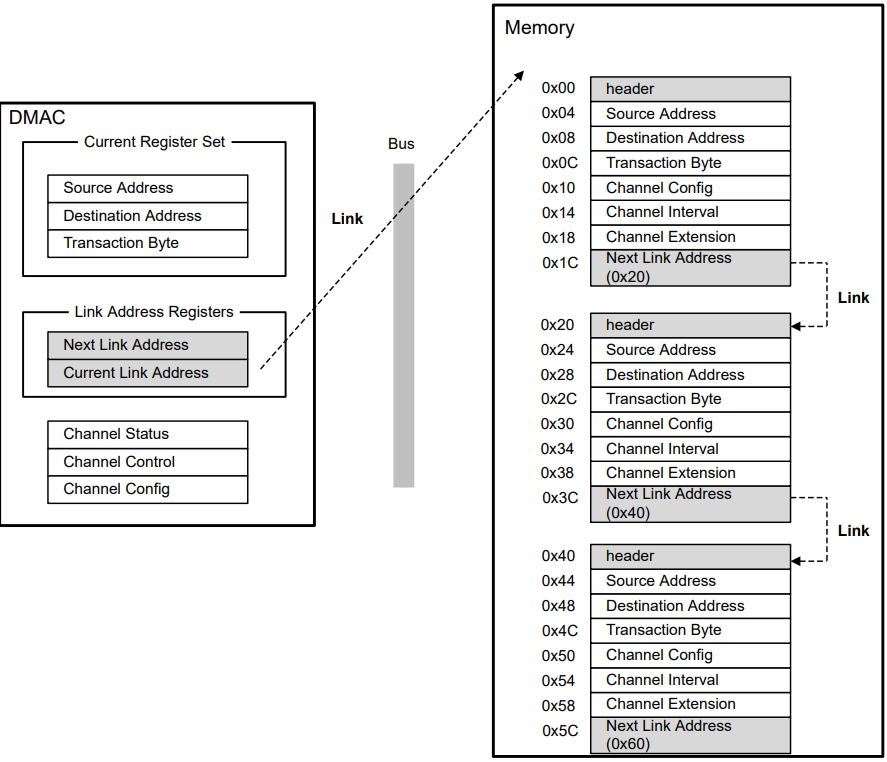 DMAC
Current Register Set
Source Address
Destination Address
Transaction Byte
Link Address Registers
Next Link Address
Current Link Address
Channel Status
Channel Control
Channel Config
Link
Bus
Memory
0x00 header
0x04 Source Address
0x08 Destination Address
0x0C Transaction Byte
0x10 Channel Config
0x14 Channel Interval
0x18 Channel Extension
0x1C Next Link Address
(0x20)
Link
0x20 header
0x24 Source Address
0x28 Destination Address
0x2C Transaction Byte
0x30 Channel Config
0x34 Channel Interval
0x38 Channel Extension
0x3C Next Link Address
(0x40)
Link
0x40 header
0x44 Source Address
0x48 Destination Address
0x4C Transaction Byte
0x50 Channel Config
0x54 Channel Interval
0x58 Channel Extension
0x5C Next Link Address
(0x60)